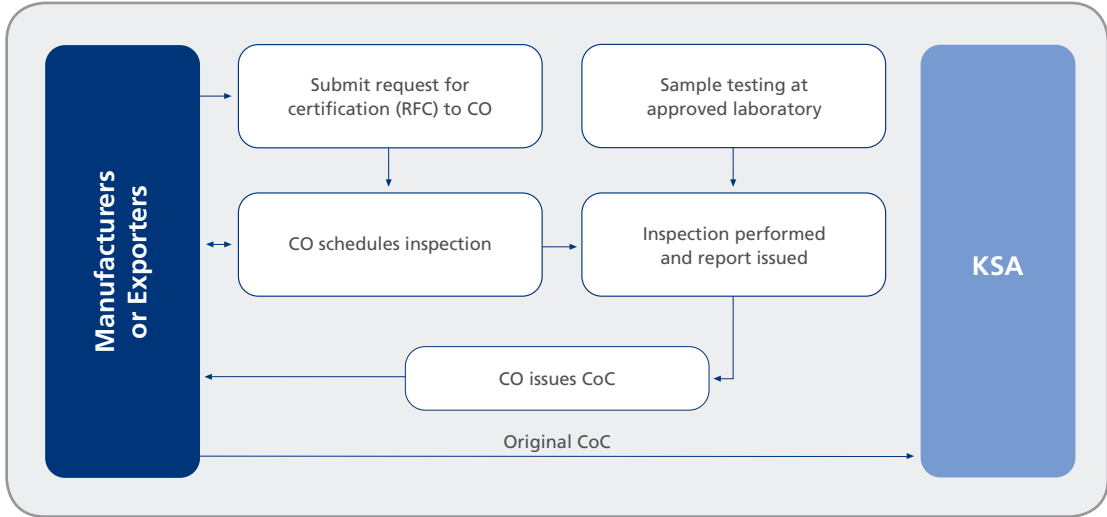 Manufacturers
or Exporters
Submit request for
certification (RFC) to CO
Sample testing at
approved laboratory
CO schedules inspection
Inspection performed
and report issued
KSA
CO issues CoC
Original CoC